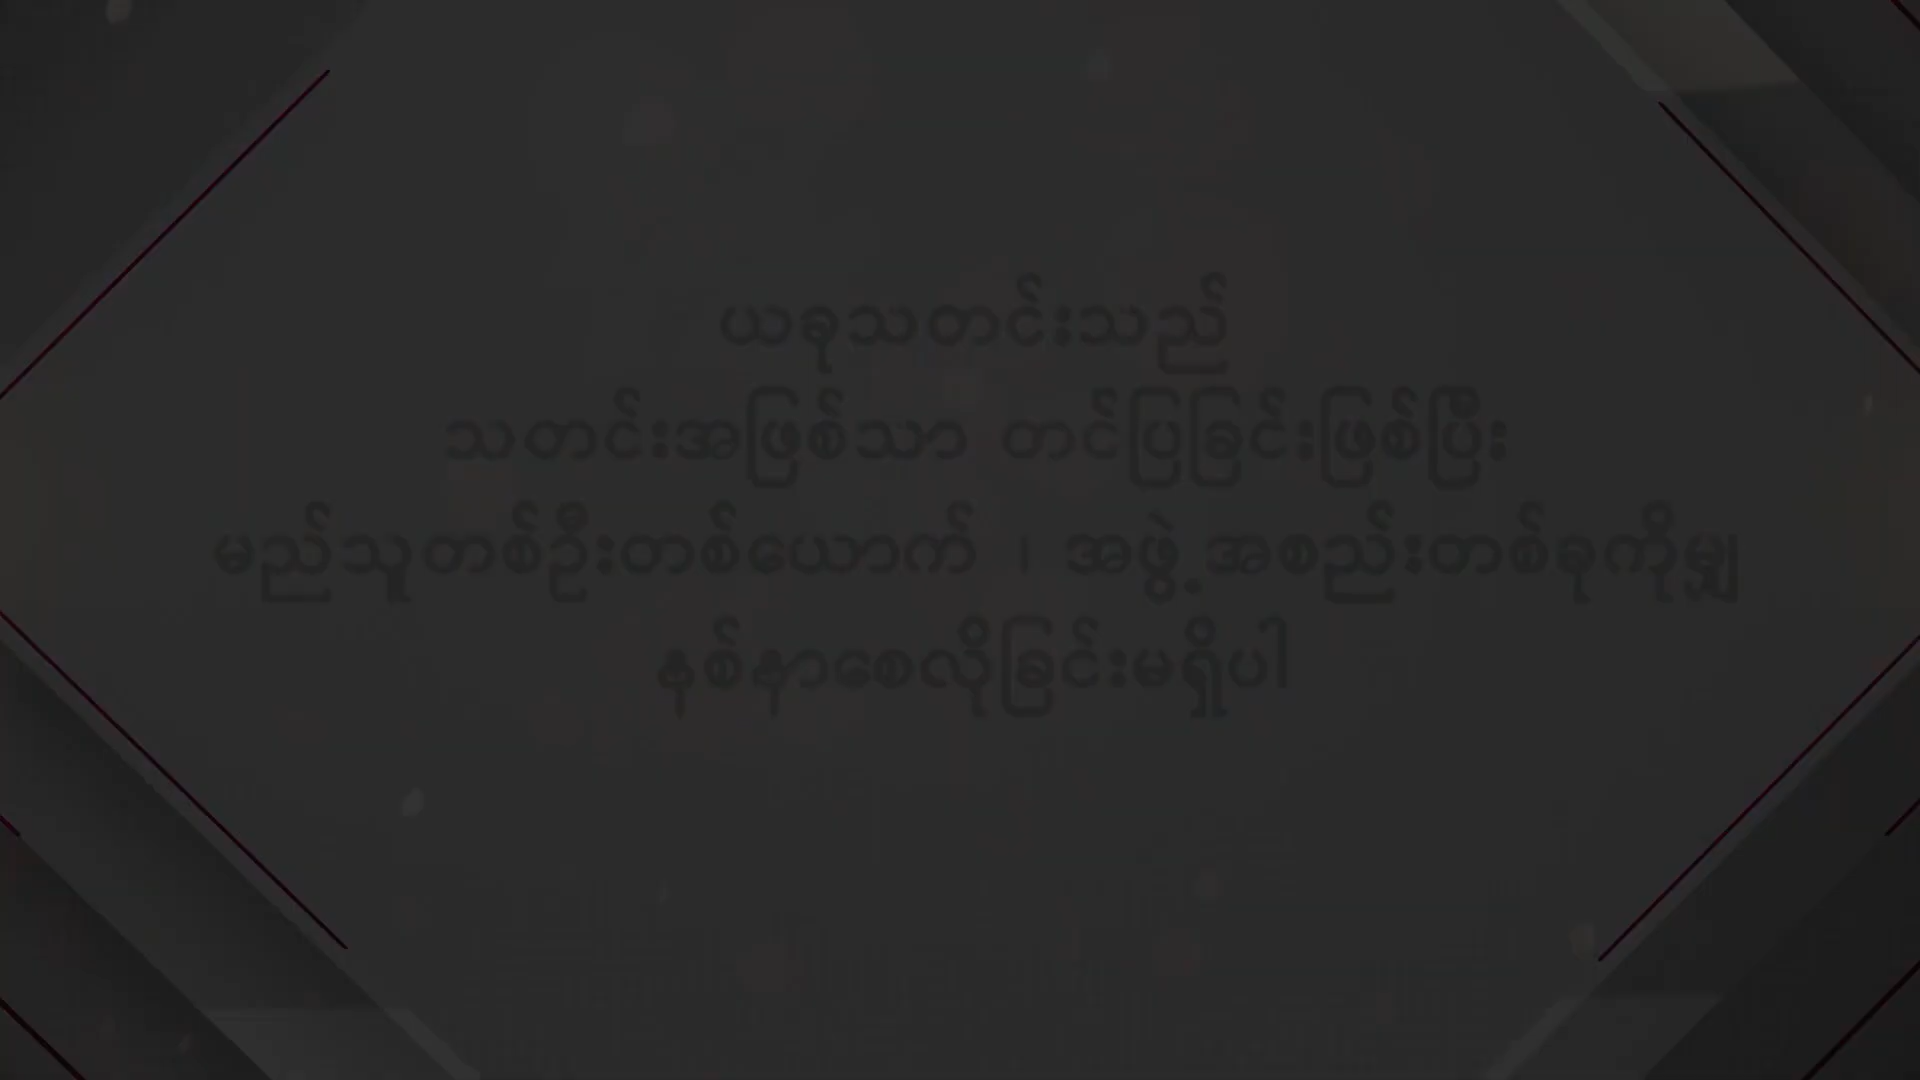 ယခုသတင်းသည်
သတင်းအဖြစ်သာ တင်ပြခြင်းဖြစ်ပြီး
မည်သူတစ်ဦးတစ်ယောက် ၊ အဖွဲ့အစည်းတစ်ခုကိုမျှ
နစ်နာစေလိုခြင်းမရှိပါ